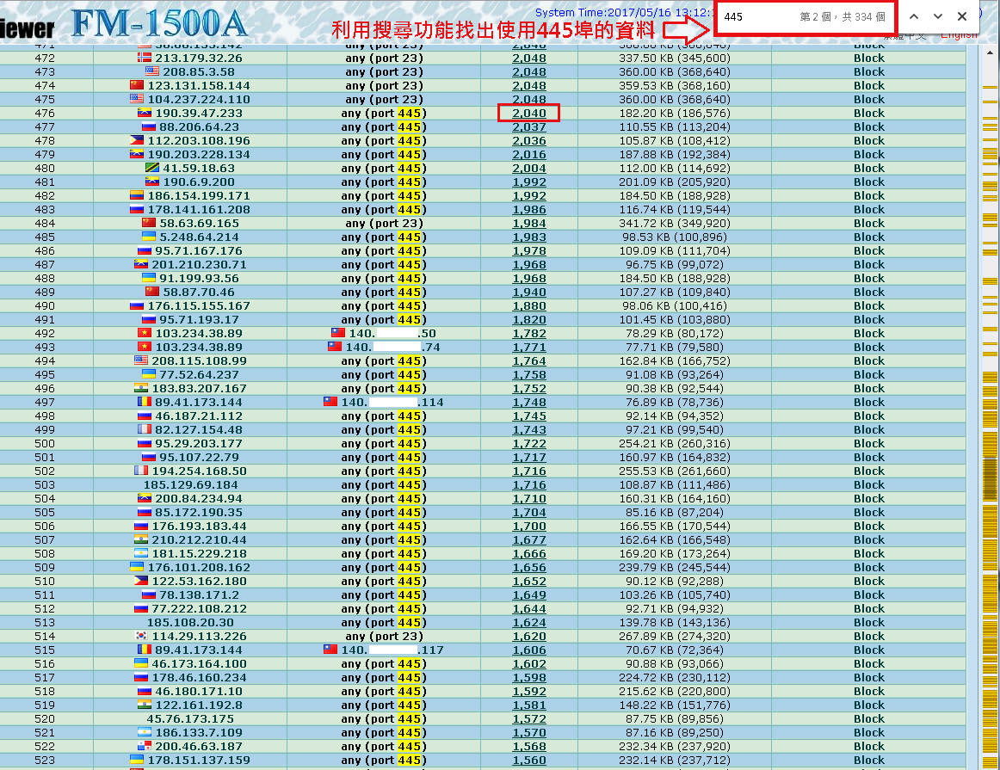 System Time:2017/05/16 13:12:1
445 第 2 個，共 334 個
iewer FM-1500A
利用搜尋功能找出使用445埠的資料
繁體中文 English
472 213.179.32.26 any (port 23) 2,048 337.50 KB (345,600) Block
473 208.85.3.58 any (port 23) 2,048 360.00 KB (368,640) Block
474 123.131.158.144 any (port 23) 2,048 359.53 KB (368,160) Block
475 104.237.224.110 any (port 23) 2,048 360.00 KB (368,640) Block
476 190.39.47.233 any (port 445) 2,040 182.20 KB (186,576) Block
477 88.206.64.23 any (port 445) 2,037 110.55 KB (113,204) Block
478 112.203.108.196 any (port 445) 2,036 105.87 KB (108,412) Block
479 190.203.228.134 any (port 445) 2,016 187.88 KB (192,384) Block
480 41.59.18.63 any (port 445) 2,004 112.00 KB (114,692) Block
481 190.6.9.200 any (port 445) 1,992 201.09 KB (205,920) Block
482 186.154.199.171 any (port 445) 1,992 184.50 KB (188,928) Block
483 178.141.161.208 any (port 445) 1,986 116.74 KB (119,544) Block
484 58.63.69.165 any (port 23) 1,984 341.72 KB (349,920) Block
485 5.248.64.214 any (port 445) 1,983 98.53 KB (100,896) Block
486 95.71.167.176 any (port 445) 1,978 109.09 KB (111,704) Block
487 201.210.230.71 any (port 445) 1,968 96.75 KB (99,072) Block
488 91.199.93.56 any (port 445) 1,968 184.50 KB (188,928) Block
489 58.87.70.46 any (port 445) 1,940 107.27 KB (109,840) Block
490 176.115.155.167 any (port 445) 1,880 98.06 KB (100,416) Block
491 95.71.193.17 any (port 445) 1,820 101.45 KB (103,880) Block
492 103.234.38.89 140. .50 1,782 78.29 KB (80,172) Block
493 103.234.38.89 140. .74 1,771 77.71 KB (79,580) Block
494 208.115.108.99 any (port 445) 1,764 162.84 KB (166,752) Block
495 77.52.64.237 any (port 445) 1,758 91.08 KB (93,264) Block
496 183.83.207.167 any (port 445) 1,752 90.38 KB (92,544) Block
497 89.41.173.144 140. .114 1,748 76.89 KB (78,736) Block
498 46.187.21.112 any (port 445) 1,745 92.14 KB (94,352) Block
499 82.127.154.48 any (port 445) 1,743 97.21 KB (99,540) Block
500 95.29.203.177 any (port 445) 1,722 254.21 KB (260,316) Block
501 95.107.22.79 any (port 445) 1,717 160.97 KB (164,832) Block
502 194.254.168.50 any (port 445) 1,716 255.53 KB (261,660) Block
503 185.129.69.184 any (port 445) 1,716 108.87 KB (111,486) Block
504 200.84.234.94 any (port 445) 1,710 160.31 KB (164,160) Block
505 85.172.190.35 any (port 445) 1,704 85.16 KB (87,204) Block
506 176.193.183.44 any (port 445) 1,700 166.55 KB (170,544) Block
507 210.212.210.44 any (port 445) 1,677 162.64 KB (166,548) Block
508 181.15.229.218 any (port 445) 1,666 169.20 KB (173,264) Block
509 176.101.208.162 any (port 445) 1,656 239.79 KB (245,544) Block
510 122.53.162.180 any (port 445) 1,652 90.12 KB (92,288) Block
511 78.138.171.2 any (port 445) 1,649 103.26 KB (105,740) Block
512 77.222.108.212 any (port 445) 1,644 92.71 KB (94,932) Block
513 185.108.20.30 any (port 445) 1,624 139.78 KB (143,136) Block
514 114.29.113.226 any (port 23) 1,620 267.89 KB (274,320) Block
515 89.41.173.144 140. .117 1,606 70.67 KB (72,364) Block
516 46.173.164.100 any (port 445) 1,602 90.88 KB (93,066) Block
517 178.46.160.234 any (port 445) 1,598 224.72 KB (230,112) Block
518 46.180.171.10 any (port 445) 1,592 215.62 KB (220,800) Block
519 122.161.192.8 any (port 445) 1,581 148.22 KB (151,776) Block
520 45.76.173.175 any (port 445) 1,572 87.75 KB (89,856) Block
521 186.133.7.109 any (port 445) 1,570 87.16 KB (89,250) Block
522 200.46.63.187 any (port 445) 1,568 232.34 KB (237,920) Block
523 178.151.137.159 any (port 445) 1,560 232.14 KB (237,712) Block